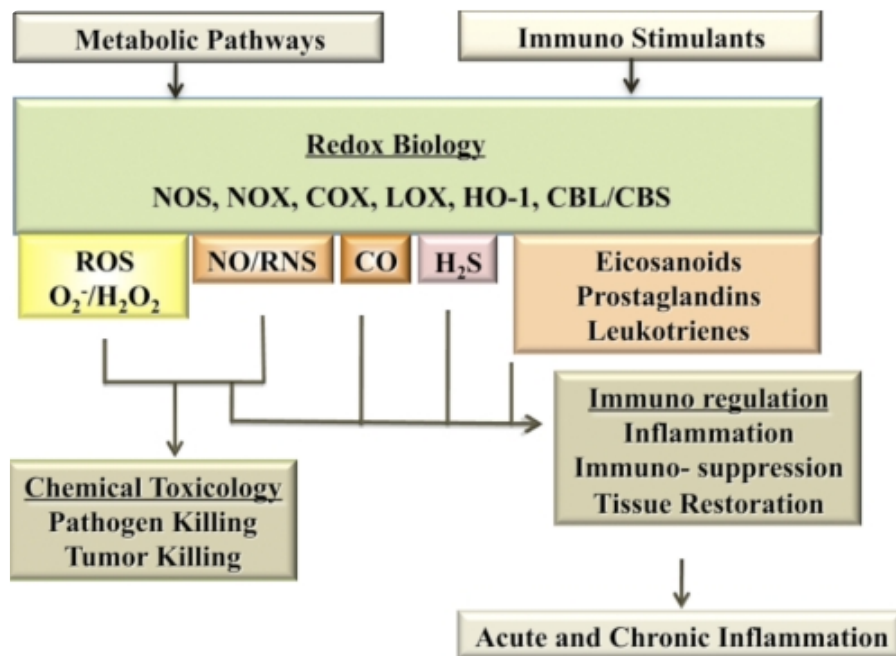 Metabolic Pathways
Immuno Stimulants
Redox Biology
NOS, NOX, COX, LOX, HO-1, CBL/CBS
ROS
O₂⁻/H₂O₂
NO/RNS
CO
H₂S
Eicosanoids
Prostaglandins
Leukotrienes
Immuno regulation
Inflammation
Immuno- suppression
Tissue Restoration
Chemical Toxicology
Pathogen Killing
Tumor Killing
Acute and Chronic Inflammation